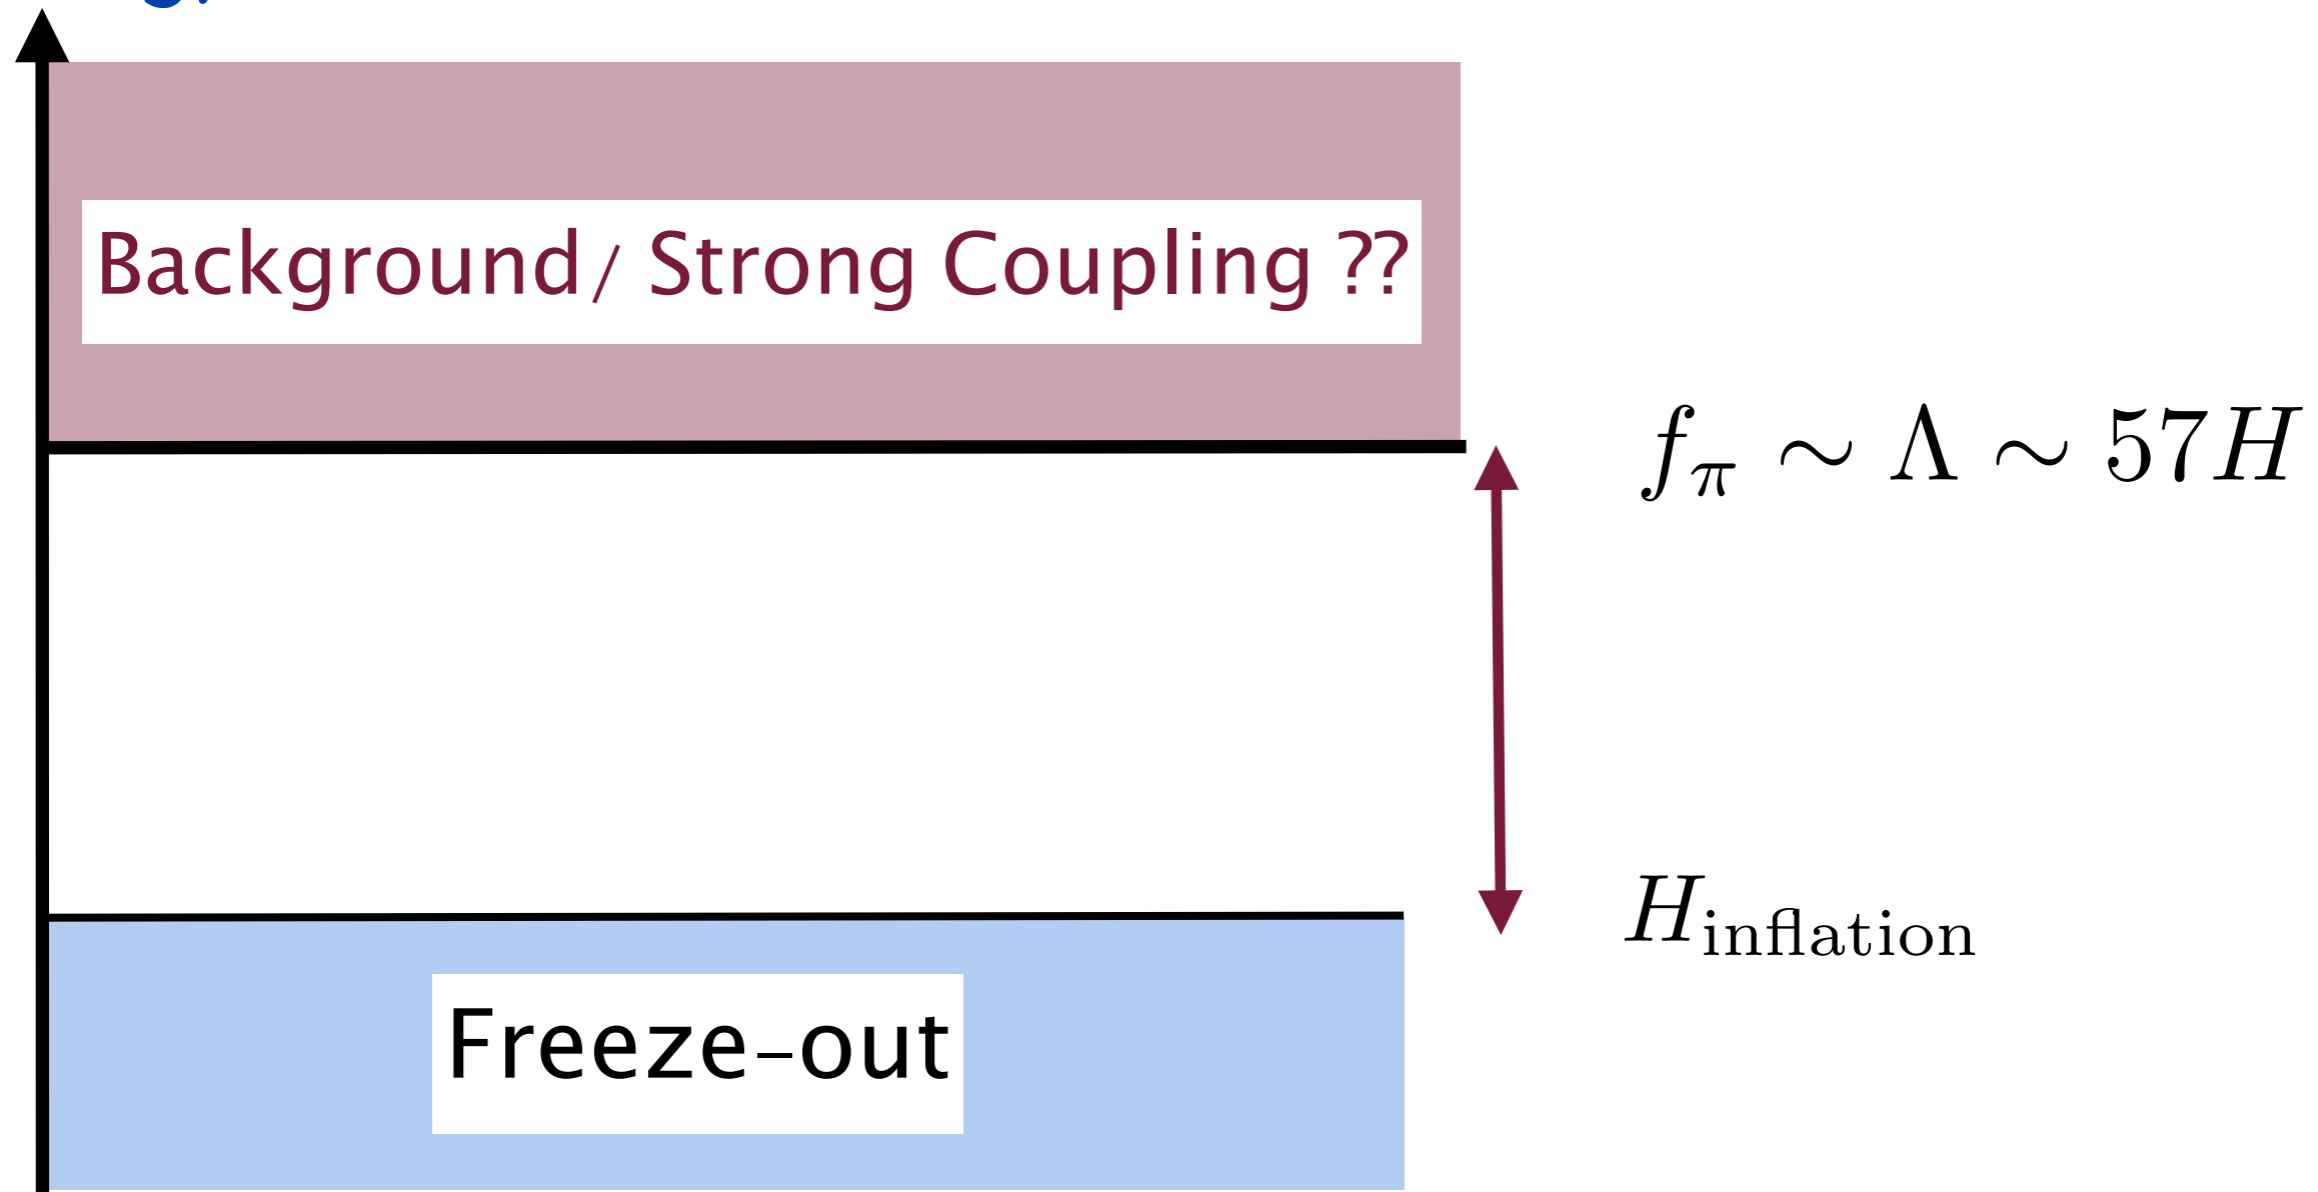 Background/ Strong Coupling ??
f_π ∼ Λ ∼ 57H
H_inflation
Freeze-out